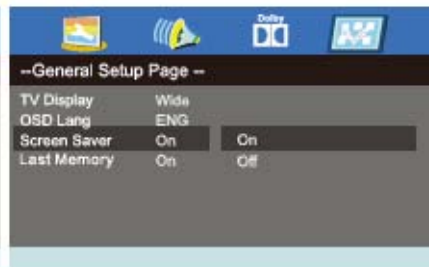 Dolby
--General Setup Page --
TV Display Wide
OSD Lang ENG
Screen Saver On On
Last Memory On Off